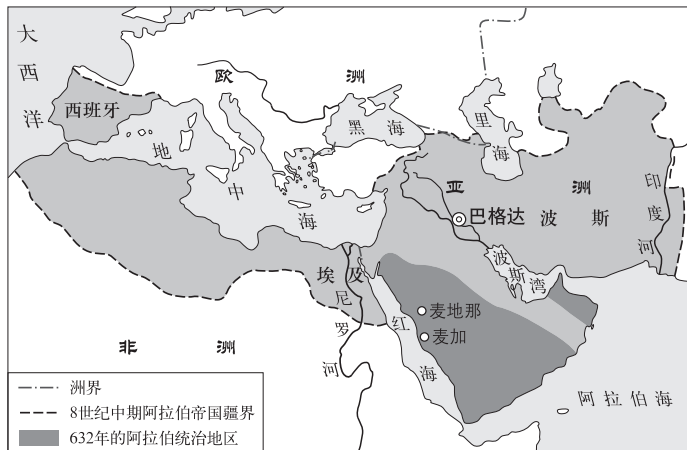 大西洋
欧洲
西班牙
黑海
里海
地中海
亚洲
巴格达
波斯
印度河
波斯湾
埃及
尼罗河
麦地那
麦加
红海
非洲
阿拉伯海
洲界
8世纪中期阿拉伯帝国疆界
632年的阿拉伯统治地区